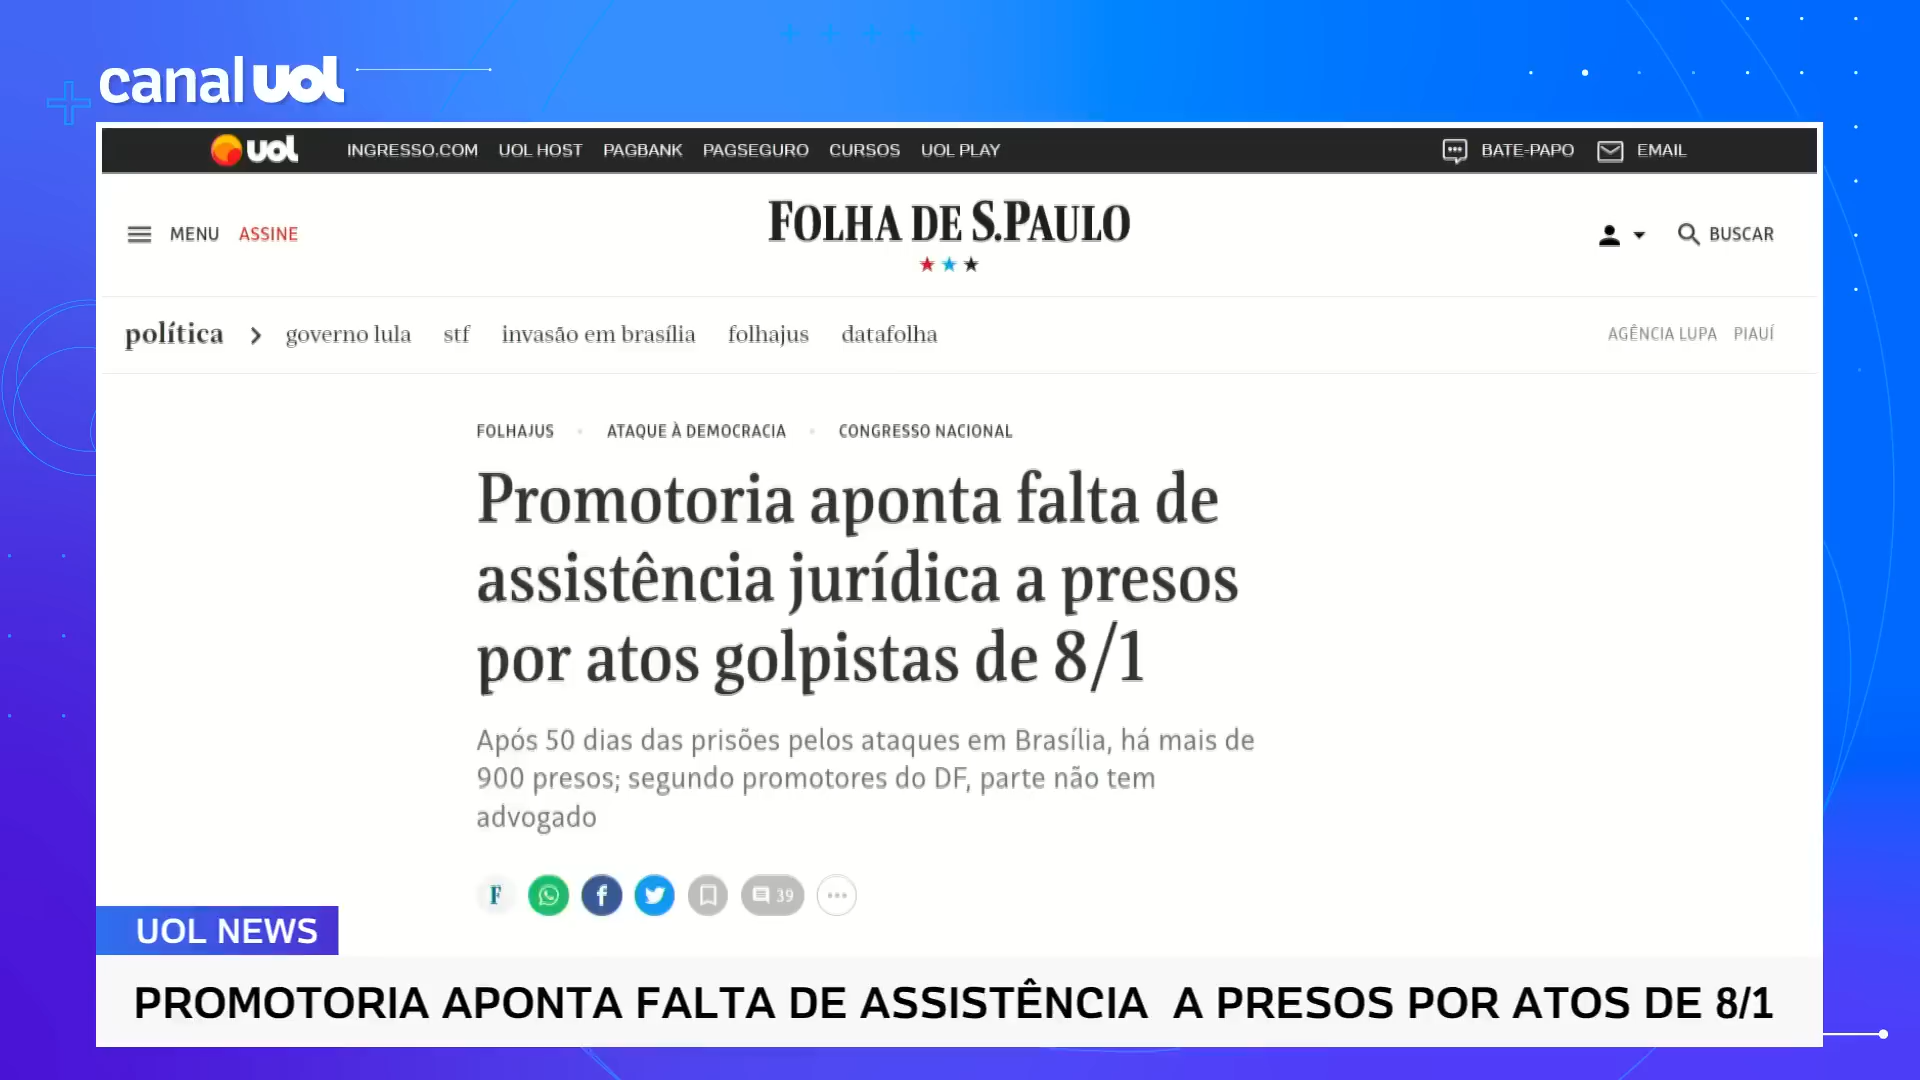 canal uol
uol INGRESSO.COM UOL HOST PAGBANK PAGSEGURO CURSOS UOL PLAY BATE-PAPO EMAIL
MENU ASSINE FOLHA DE S.PAULO BUSCAR
política governo lula stf invasão em brasília folhajus datafolha AGÊNCIA LUPA PIAUÍ
FOLHAJUS ATAQUE À DEMOCRACIA CONGRESSO NACIONAL
Promotoria aponta falta de
assistência jurídica a presos
por atos golpistas de 8/1
Após 50 dias das prisões pelos ataques em Brasília, há mais de
900 presos; segundo promotores do DF, parte não tem
advogado
F f 39
UOL NEWS
PROMOTORIA APONTA FALTA DE ASSISTÊNCIA A PRESOS POR ATOS DE 8/1